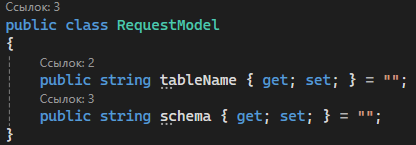 Ссылок: 3
public class RequestModel
{
Ссылок: 2
public string tableName { get; set; } = "";
Ссылок: 3
public string schema { get; set; } = "";
}